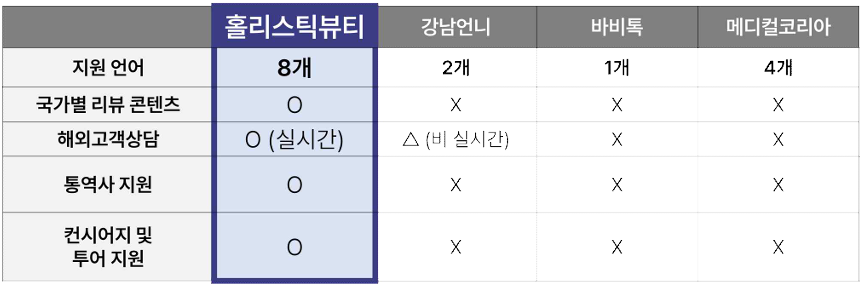 홀리스틱뷰티 강남언니 바비톡 메디컬코리아
지원 언어 8개 2개 1개 4개
국가별 리뷰 콘텐츠 O X X X
해외고객상담 O (실시간) △ (비 실시간) X X
통역사 지원 O X X X
컨시어지 및
투어 지원 O X X X